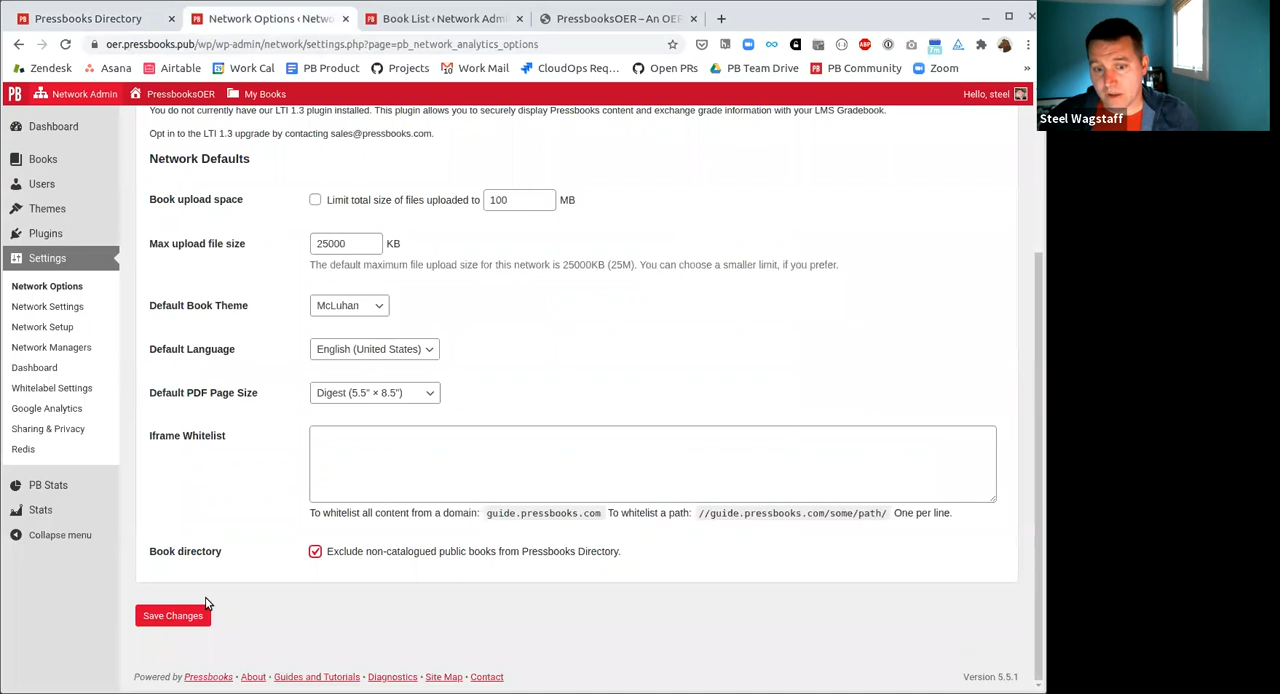 Pressbooks Directory
Network Options ‹ Netwo
Book List ‹ Network Admi
PressbooksOER – An OEF
oer.pressbooks.pub/wp/wp-admin/network/settings.php?page=pb_network_analytics_options
Zendesk Asana Airtable Work Cal PB Product Projects Work Mail CloudOps Req... Open PRs PB Team Drive PB Community Zoom »
PB Network Admin PressbooksOER My Books Hello, steel
Steel Wagstaff
Dashboard
Books
Users
Themes
Plugins
Settings
Network Options
Network Settings
Network Setup
Network Managers
Dashboard
Whitelabel Settings
Google Analytics
Sharing & Privacy
Redis
PB Stats
Stats
Collapse menu
You do not currently have our LTI 1.3 plugin installed. This plugin allows you to securely display Pressbooks content and exchange grade information with your LMS Gradebook.
Opt in to the LTI 1.3 upgrade by contacting sales@pressbooks.com.
Network Defaults
Book upload space Limit total size of files uploaded to 100 MB
Max upload file size 25000 KB
The default maximum file upload size for this network is 25000KB (25M). You can choose a smaller limit, if you prefer.
Default Book Theme McLuhan
Default Language English (United States)
Default PDF Page Size Digest (5.5" × 8.5")
Iframe Whitelist
To whitelist all content from a domain: guide.pressbooks.com To whitelist a path: //guide.pressbooks.com/some/path/ One per line.
Book directory Exclude non-catalogued public books from Pressbooks Directory.
Save Changes
Powered by Pressbooks • About • Guides and Tutorials • Diagnostics • Site Map • Contact
Version 5.5.1